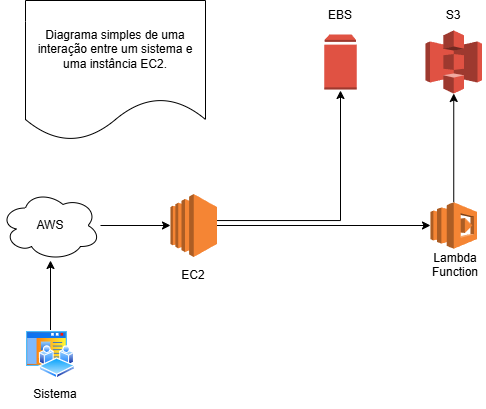 Diagrama simples de uma
interação entre um sistema e
uma instância EC2.
EBS
S3
AWS
EC2
Lambda
Function
Sistema